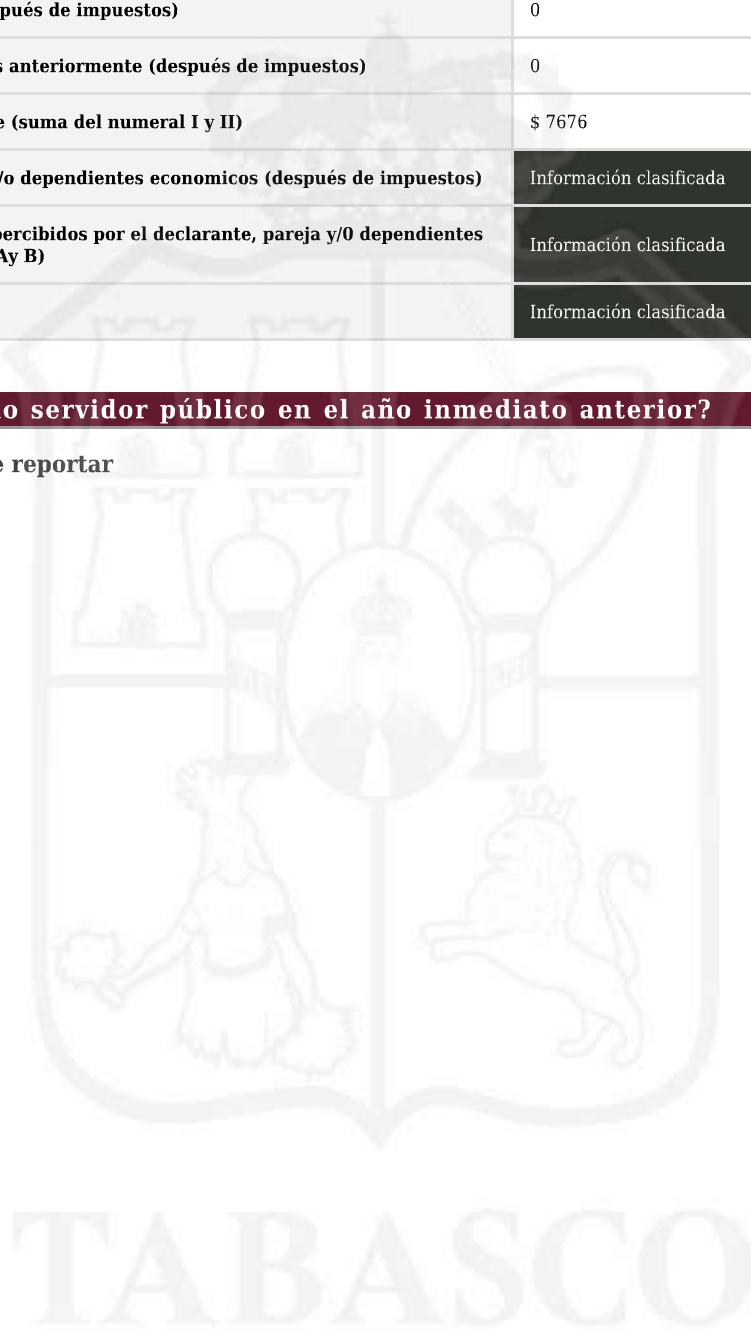 pués de impuestos) 0
s anteriormente (después de impuestos) 0
e (suma del numeral I y II) $ 7676
/o dependientes economicos (después de impuestos) Información clasificada
percibidos por el declarante, pareja y/0 dependientes Información clasificada
Ay B)
Información clasificada
o servidor público en el año inmediato anterior?
e reportar
TABASCO